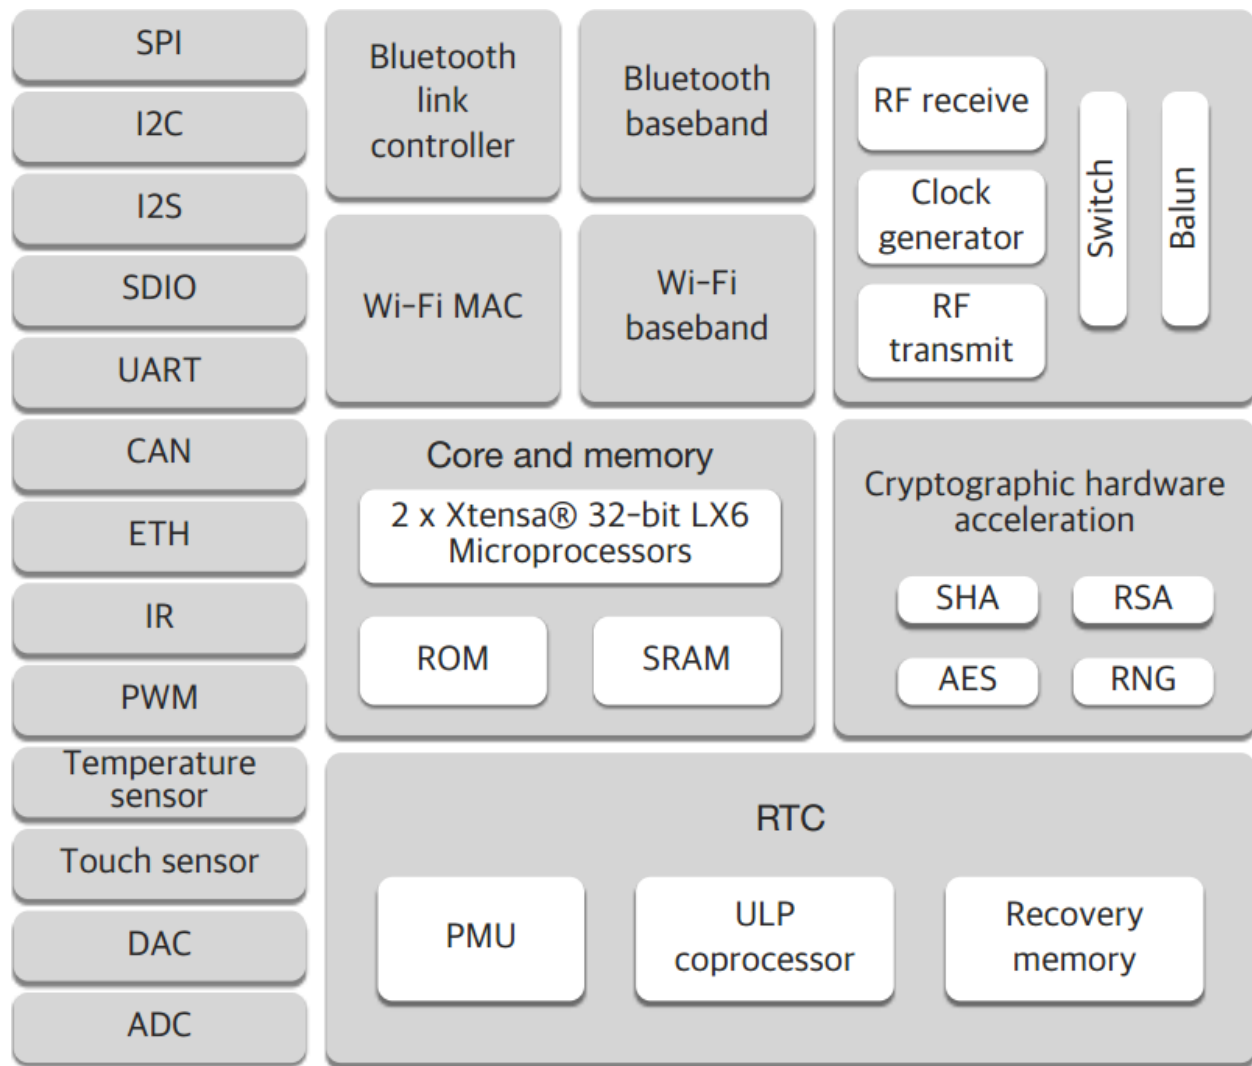 SPI
I2C
I2S
SDIO
UART
CAN
ETH
IR
PWM
Temperature
sensor
Touch sensor
DAC
ADC
Bluetooth
link
controller
Bluetooth
baseband
Wi-Fi MAC
Wi-Fi
baseband
RF receive
Clock
generator
RF
transmit
Switch
Balun
Core and memory
2 x Xtensa® 32-bit LX6
Microprocessors
ROM
SRAM
Cryptographic hardware
acceleration
SHA
RSA
AES
RNG
RTC
PMU
ULP
coprocessor
Recovery
memory